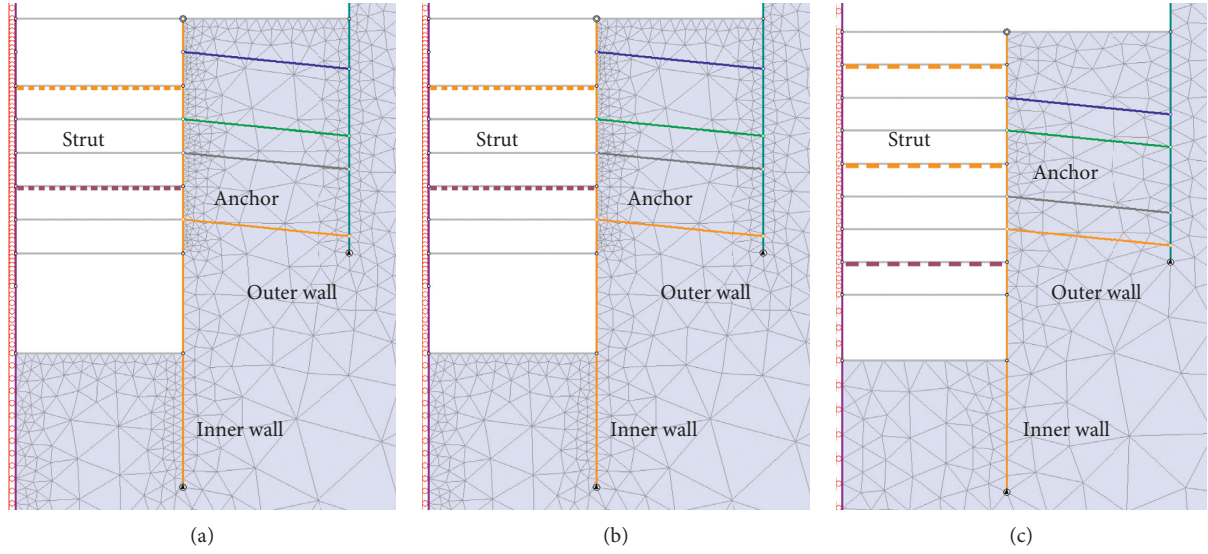 Strut
Anchor
Outer wall
Inner wall
(a)
Strut
Anchor
Outer wall
Inner wall
(b)
Strut
Anchor
Outer wall
Inner wall
(c)